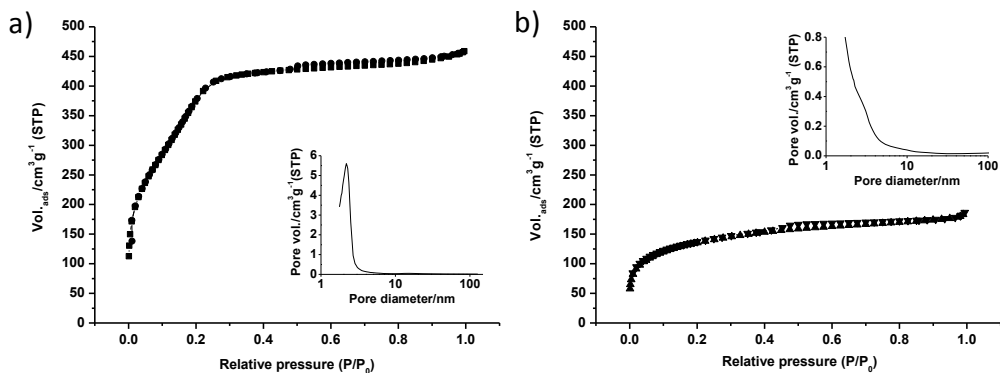 a)
500
450
400
350
300
250
200
150
100
50
0
Vol.ads/cm³g⁻¹ (STP)
0.0 0.2 0.4 0.6 0.8 1.0
Relative pressure (P/P₀)
6
5
4
3
2
1
0
Pore vol./cm³g⁻¹ (STP)
1 10 100
Pore diameter/nm
b)
500
450
400
350
300
250
200
150
100
50
0
Vol.ads/cm³g⁻¹ (STP)
0.0 0.2 0.4 0.6 0.8 1.0
Relative pressure (P/P₀)
0.8
0.6
0.4
0.2
0.0
Pore vol./cm³g⁻¹ (STP)
1 10 100
Pore diameter/nm